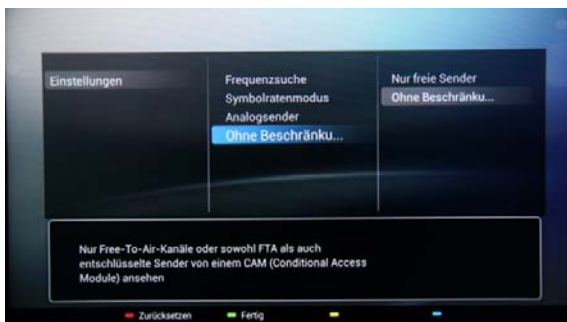 Einstellungen
Frequenzsuche
Symbolratenmodus
Analogsender
Ohne Beschränku...
Nur freie Sender
Ohne Beschränku...
Nur Free-To-Air-Kanäle oder sowohl FTA als auch
entschlüsselte Sender von einem CAM (Conditional Access
Module) ansehen
Zurücksetzen
Fertig